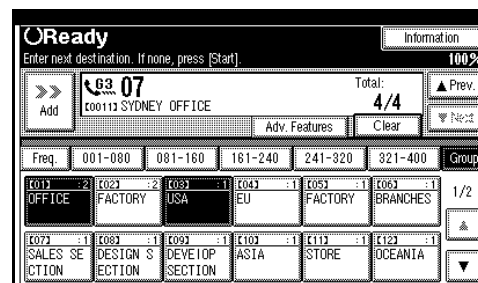 Ready
Information
Enter next destination. If none, press [Start].
100%
Add
G3 07
[0011] SYDNEY OFFICE
Total:
4/4
▲ Prev.
▼ Next
Adv. Features
Clear
Freq.
001-080
081-160
161-240
241-320
321-400
Group
[01] :2
OFFICE
[02] :2
FACTORY
[03] :1
USA
[04] :1
EU
[05] :1
FACTORY
[06] :1
BRANCHES
1/2
[07] :1
SALES SE
CTION
[08] :1
DESIGN S
ECTION
[09] :1
DEVElOP
SECTION
[10] :1
ASIA
[11] :1
STORE
[12] :1
OCEANIA